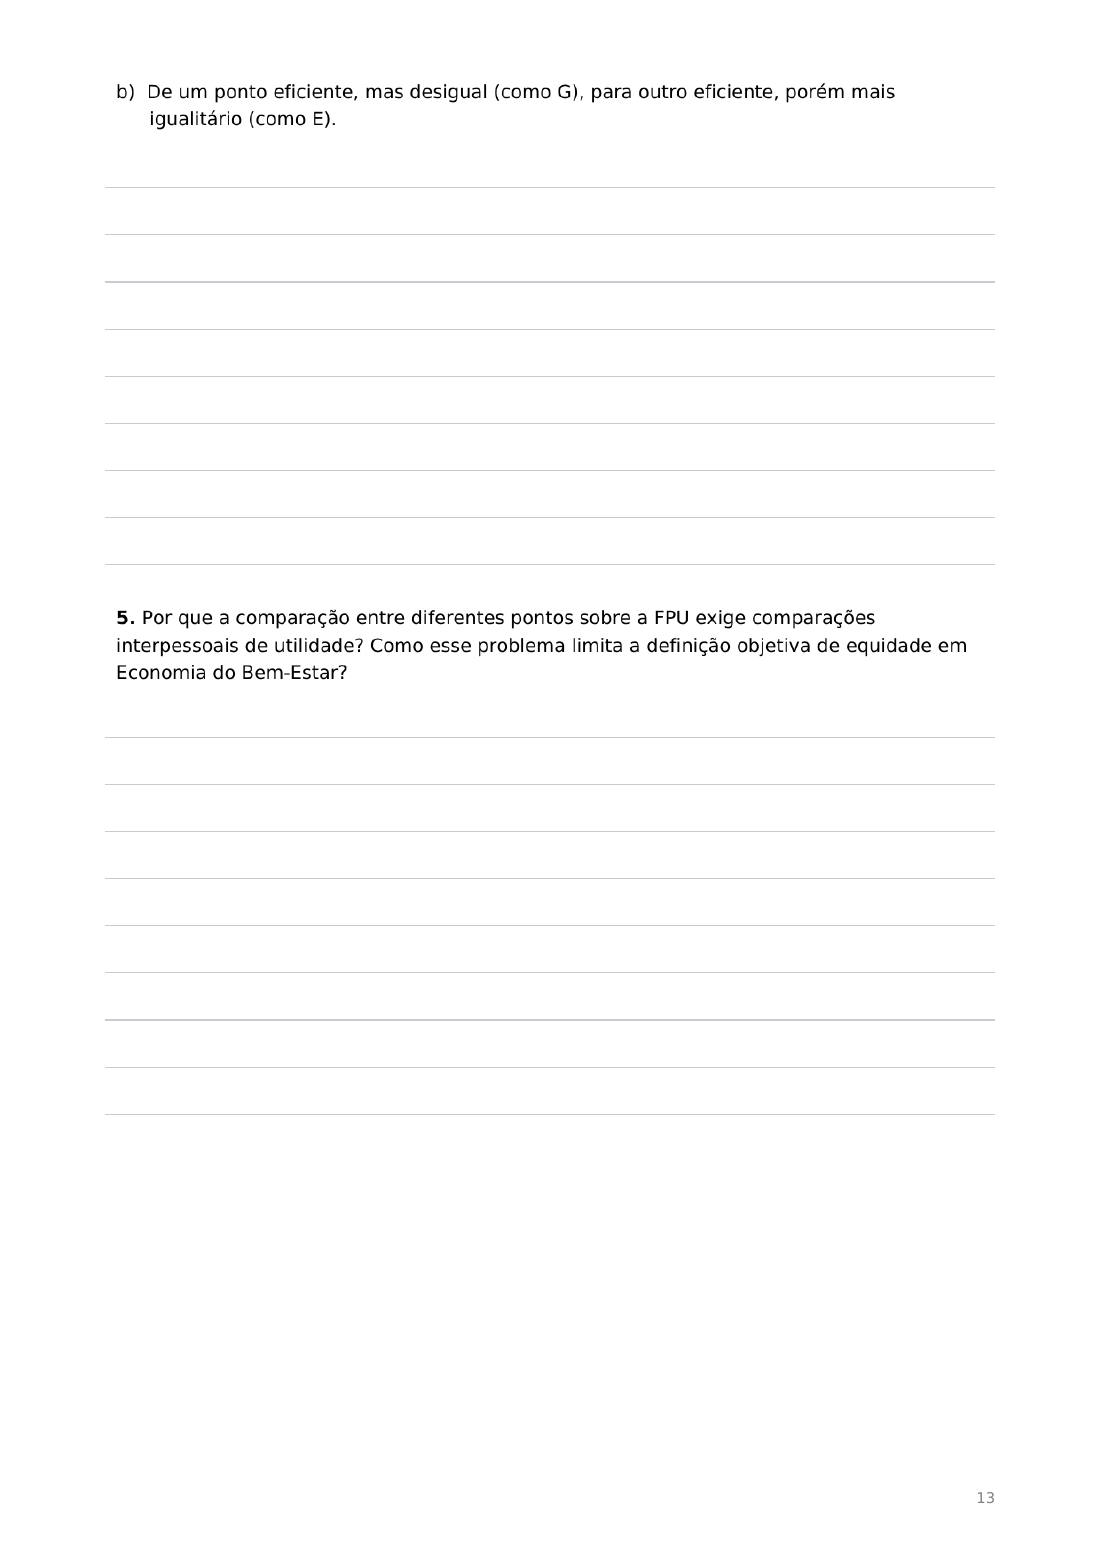 b) De um ponto eficiente, mas desigual (como G), para outro eficiente, porém mais
igualitário (como E).
5. Por que a comparação entre diferentes pontos sobre a FPU exige comparações
interpessoais de utilidade? Como esse problema limita a definição objetiva de equidade em
Economia do Bem-Estar?
13